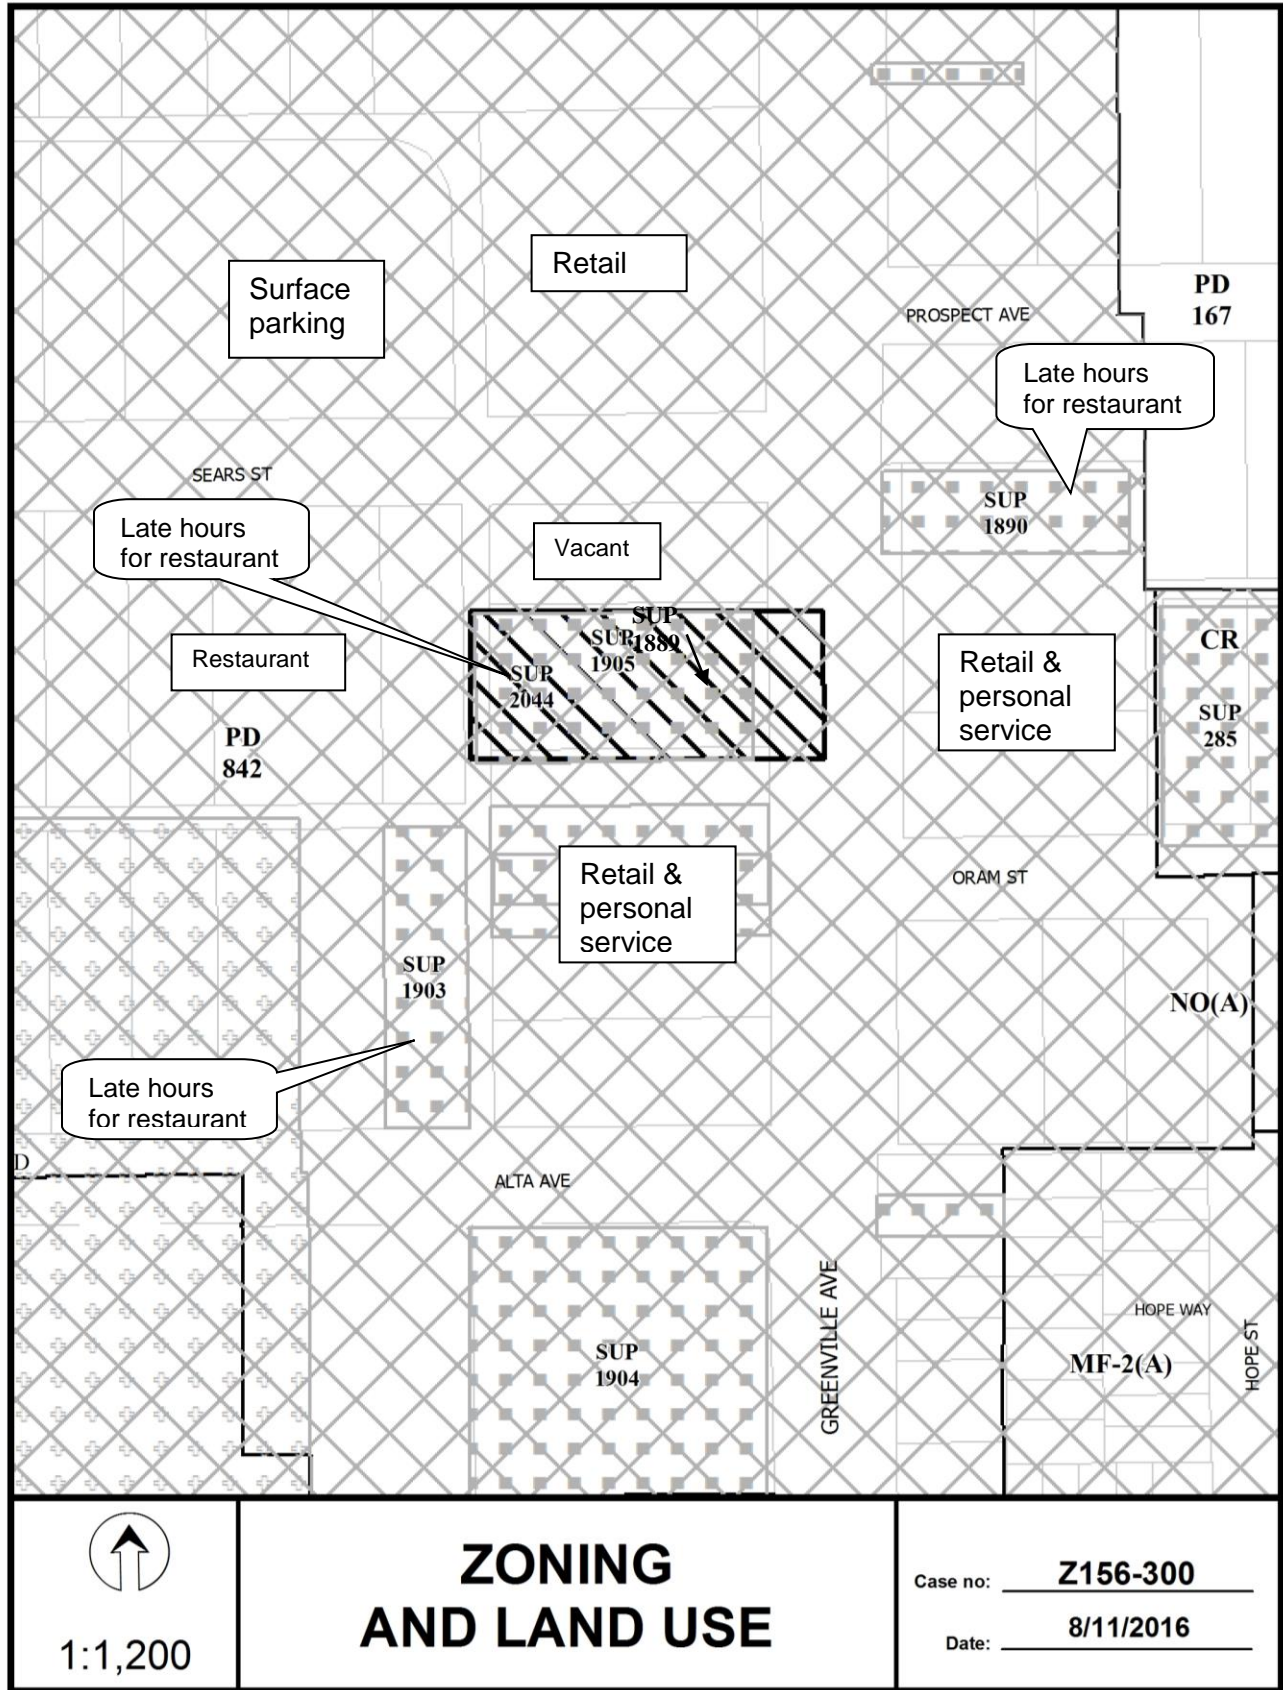 Retail
Surface
parking
PD
167
PROSPECT AVE
Late hours
for restaurant
SEARS ST
SUP
1890
Late hours
for restaurant
Vacant
SUP
1889
SUP
1905
SUP
2044
Restaurant
PD
842
Retail &
personal
service
CR
SUP
285
Retail &
personal
service
ORAM ST
SUP
1903
NO(A)
Late hours
for restaurant
D
ALTA AVE
SUP
1904
GREENVILLE AVE
HOPE WAY
MF-2(A)
HOPE ST
1:1,200
ZONING
AND LAND USE
Case no: Z156-300
Date: 8/11/2016